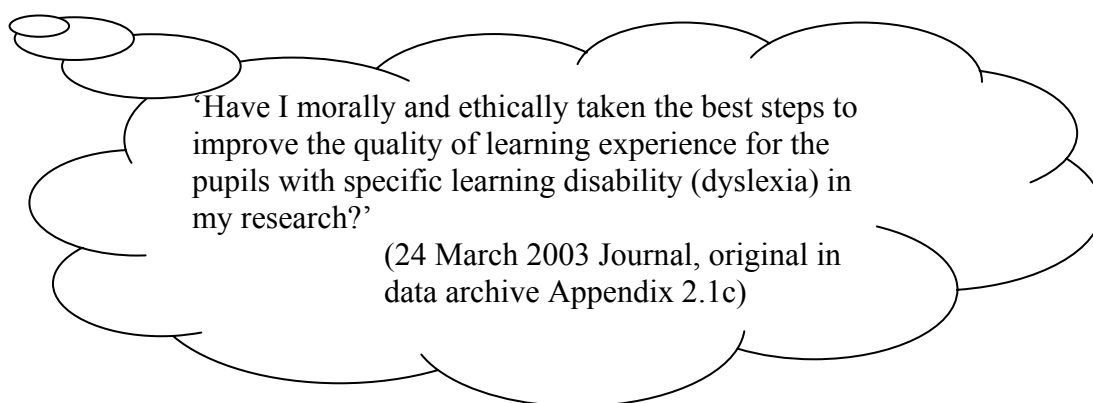 ‘Have I morally and ethically taken the best steps to
improve the quality of learning experience for the
pupils with specific learning disability (dyslexia) in
my research?’
(24 March 2003 Journal, original in
data archive Appendix 2.1c)